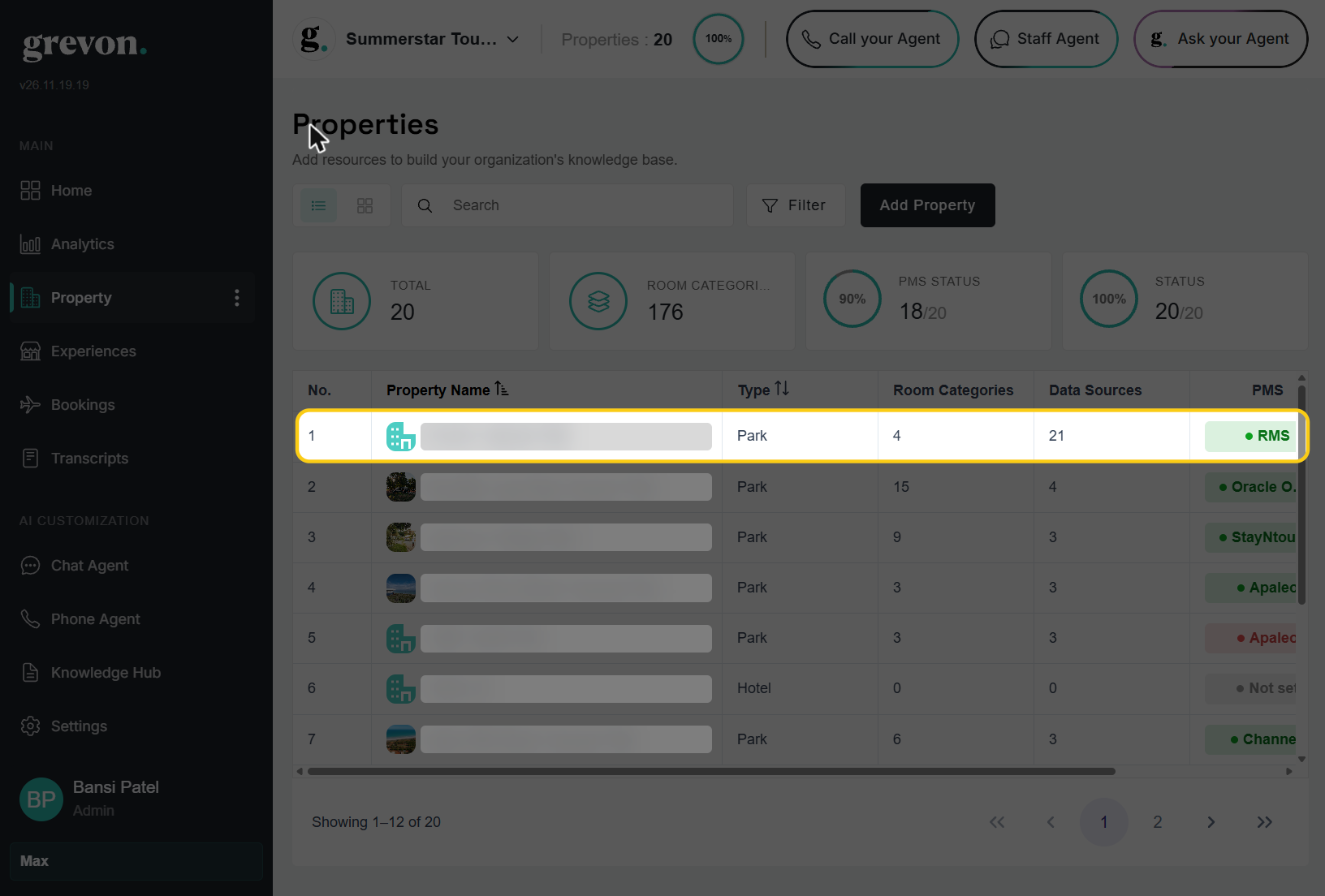 grevon.
v26.11.19.19
MAIN
Home
Analytics
Property
Experiences
Bookings
Transcripts
AI CUSTOMIZATION
Chat Agent
Phone Agent
Knowledge Hub
Settings
BP
Bansi Patel
Admin
Max
g. Summerstar Tou...
Properties : 20
100%
Call your Agent
Staff Agent
g. Ask your Agent
Properties
Add resources to build your organization's knowledge base.
Search
Filter
Add Property
TOTAL
20
ROOM CATEGORI...
176
90%
PMS STATUS
18/20
100%
STATUS
20/20
No. Property Name Type Room Categories Data Sources PMS
1 Park 4 21 RMS
2 Park 15 4 Oracle O.
3 Park 9 3 StayNtou
4 Park 3 3 Apaleo
5 Park 3 3 Apaleo
6 Hotel 0 0 Not set
7 Park 6 3 Channe
Showing 1–12 of 20
1 2